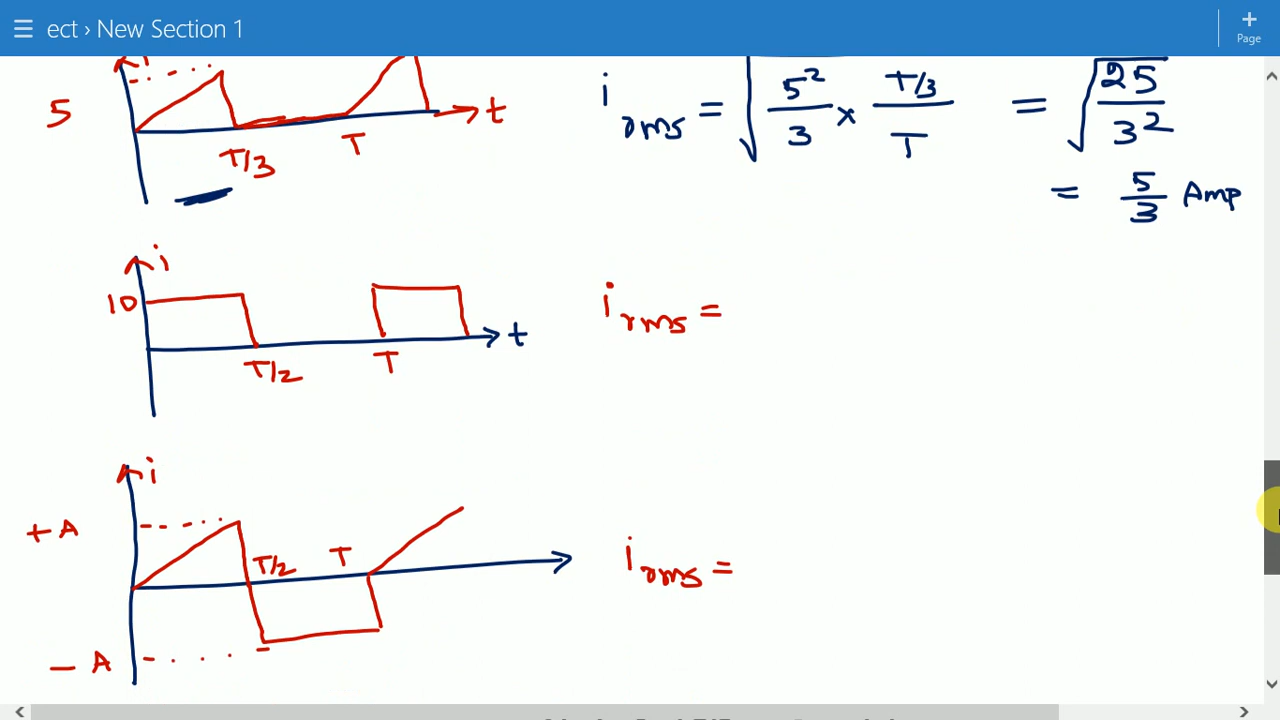 ect › New Section 1
Page
5
t
T/3
T
i rms = √ 5²/3 × T/3/T = √ 25/3²
= 5/3 Amp
i
10
t
T/2
T
i rms =
i
+A
T/2
T
-A
i rms =